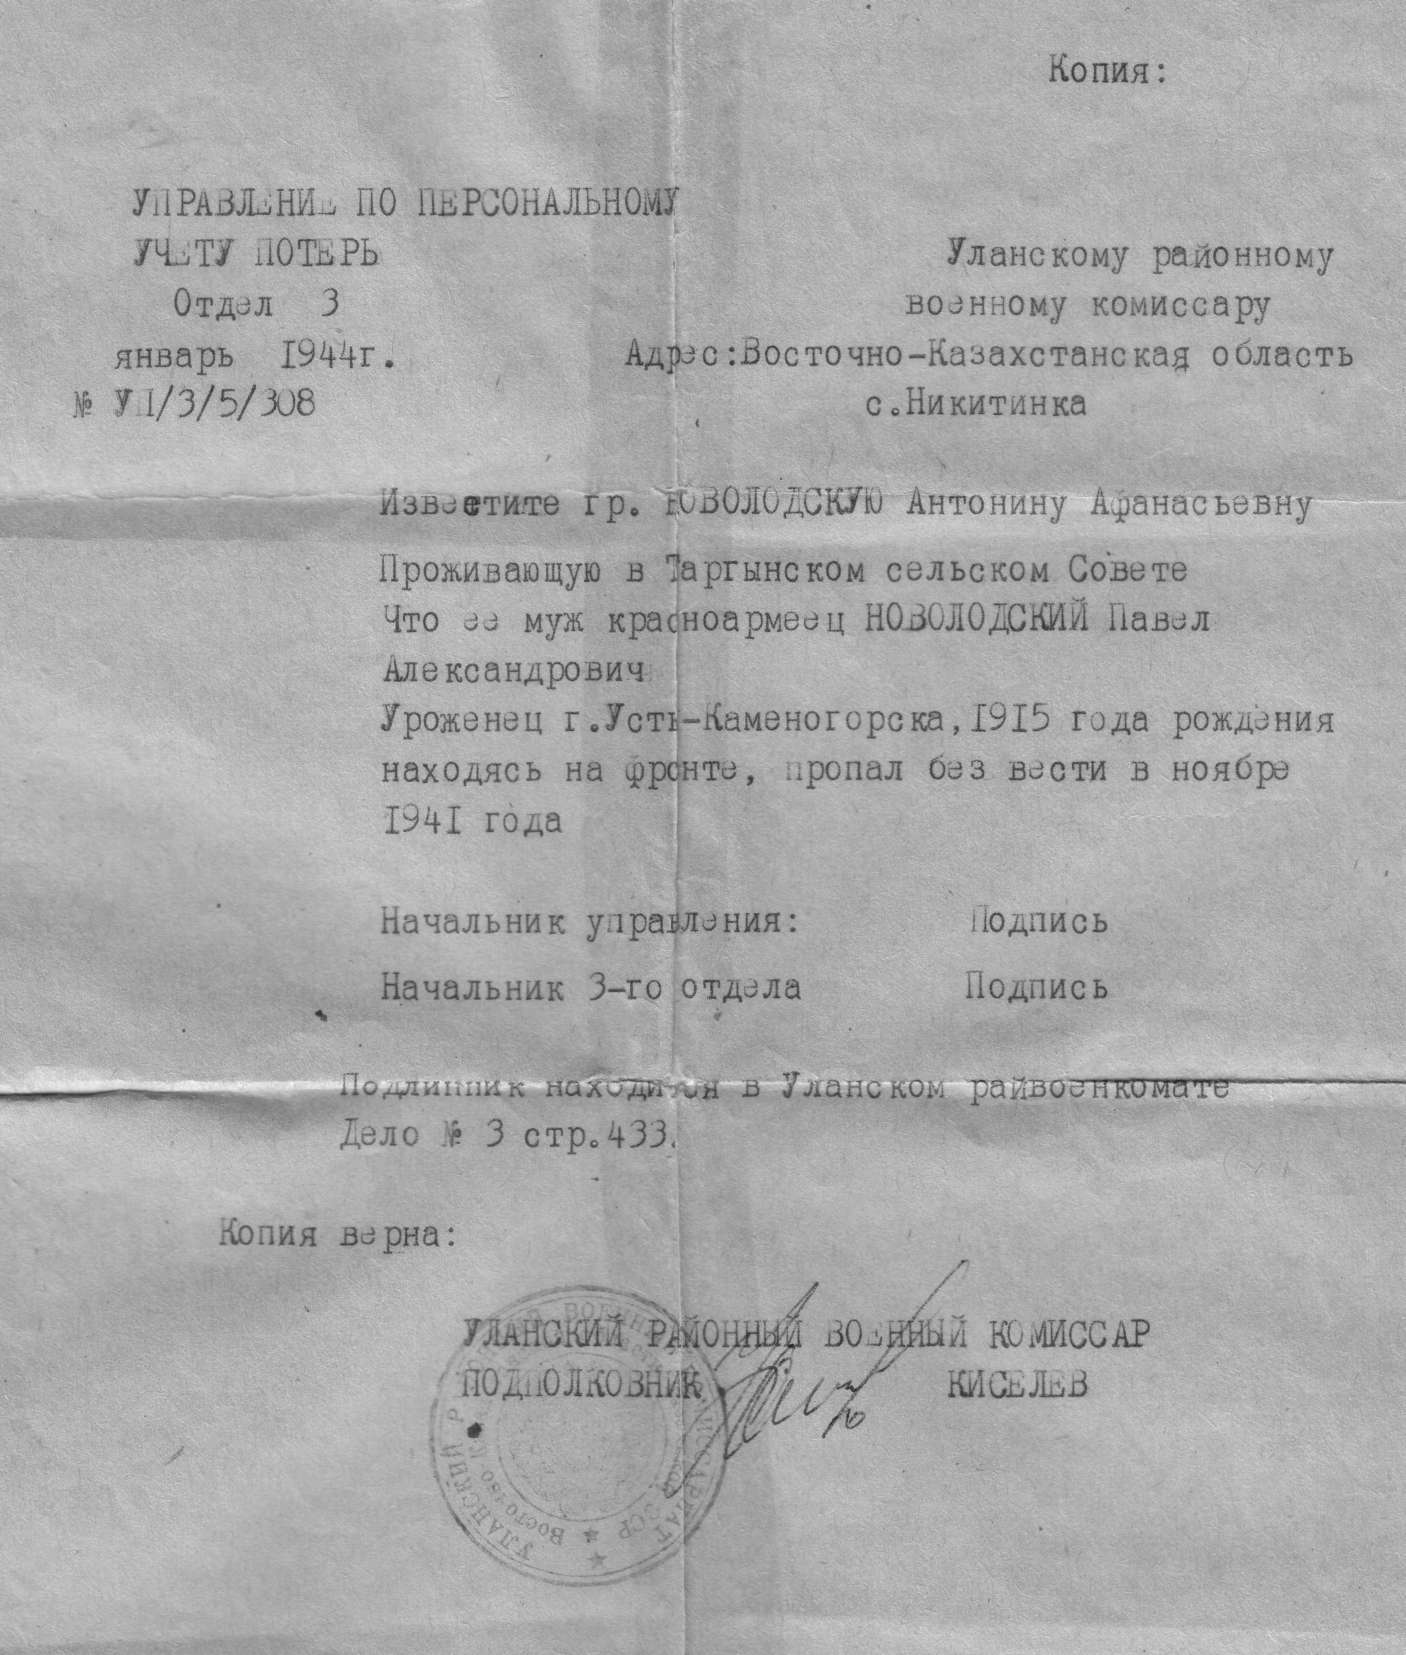 Копия:
УПРАВЛЕНИЕ ПО ПЕРСОНАЛЬНОМУ
УЧЕТУ ПОТЕРЬ
Отдел 3
январь 1944г.
№ УП/3/5/308
Уланскому районному
военному комиссару
Адрес:Восточно-Казахстанская область
с.Никитинка
Известите гр. НОВОЛОДСКУЮ Антонину Афанасьевну
Проживающую в Таргынском сельском Совете
Что ее муж красноармеец НОВОЛОДСКИЙ Павел
Александрович
Уроженец г.Усть-Каменогорска,1915 года рождения
находясь на фронте, пропал без вести в ноябре
1941 года
Начальник управления: Подпись
Начальник 3-го отдела Подпись
Подлинник находится в Уланском райвоенкомате
Дело № 3 стр.433.
Копия верна:
УЛАНСКИЙ РАЙОННЫЙ ВОЕННЫЙ КОМИССАР
ПОДПОЛКОВНИК КИСЕЛЕВ
УЛАНСКИЙ
ССР